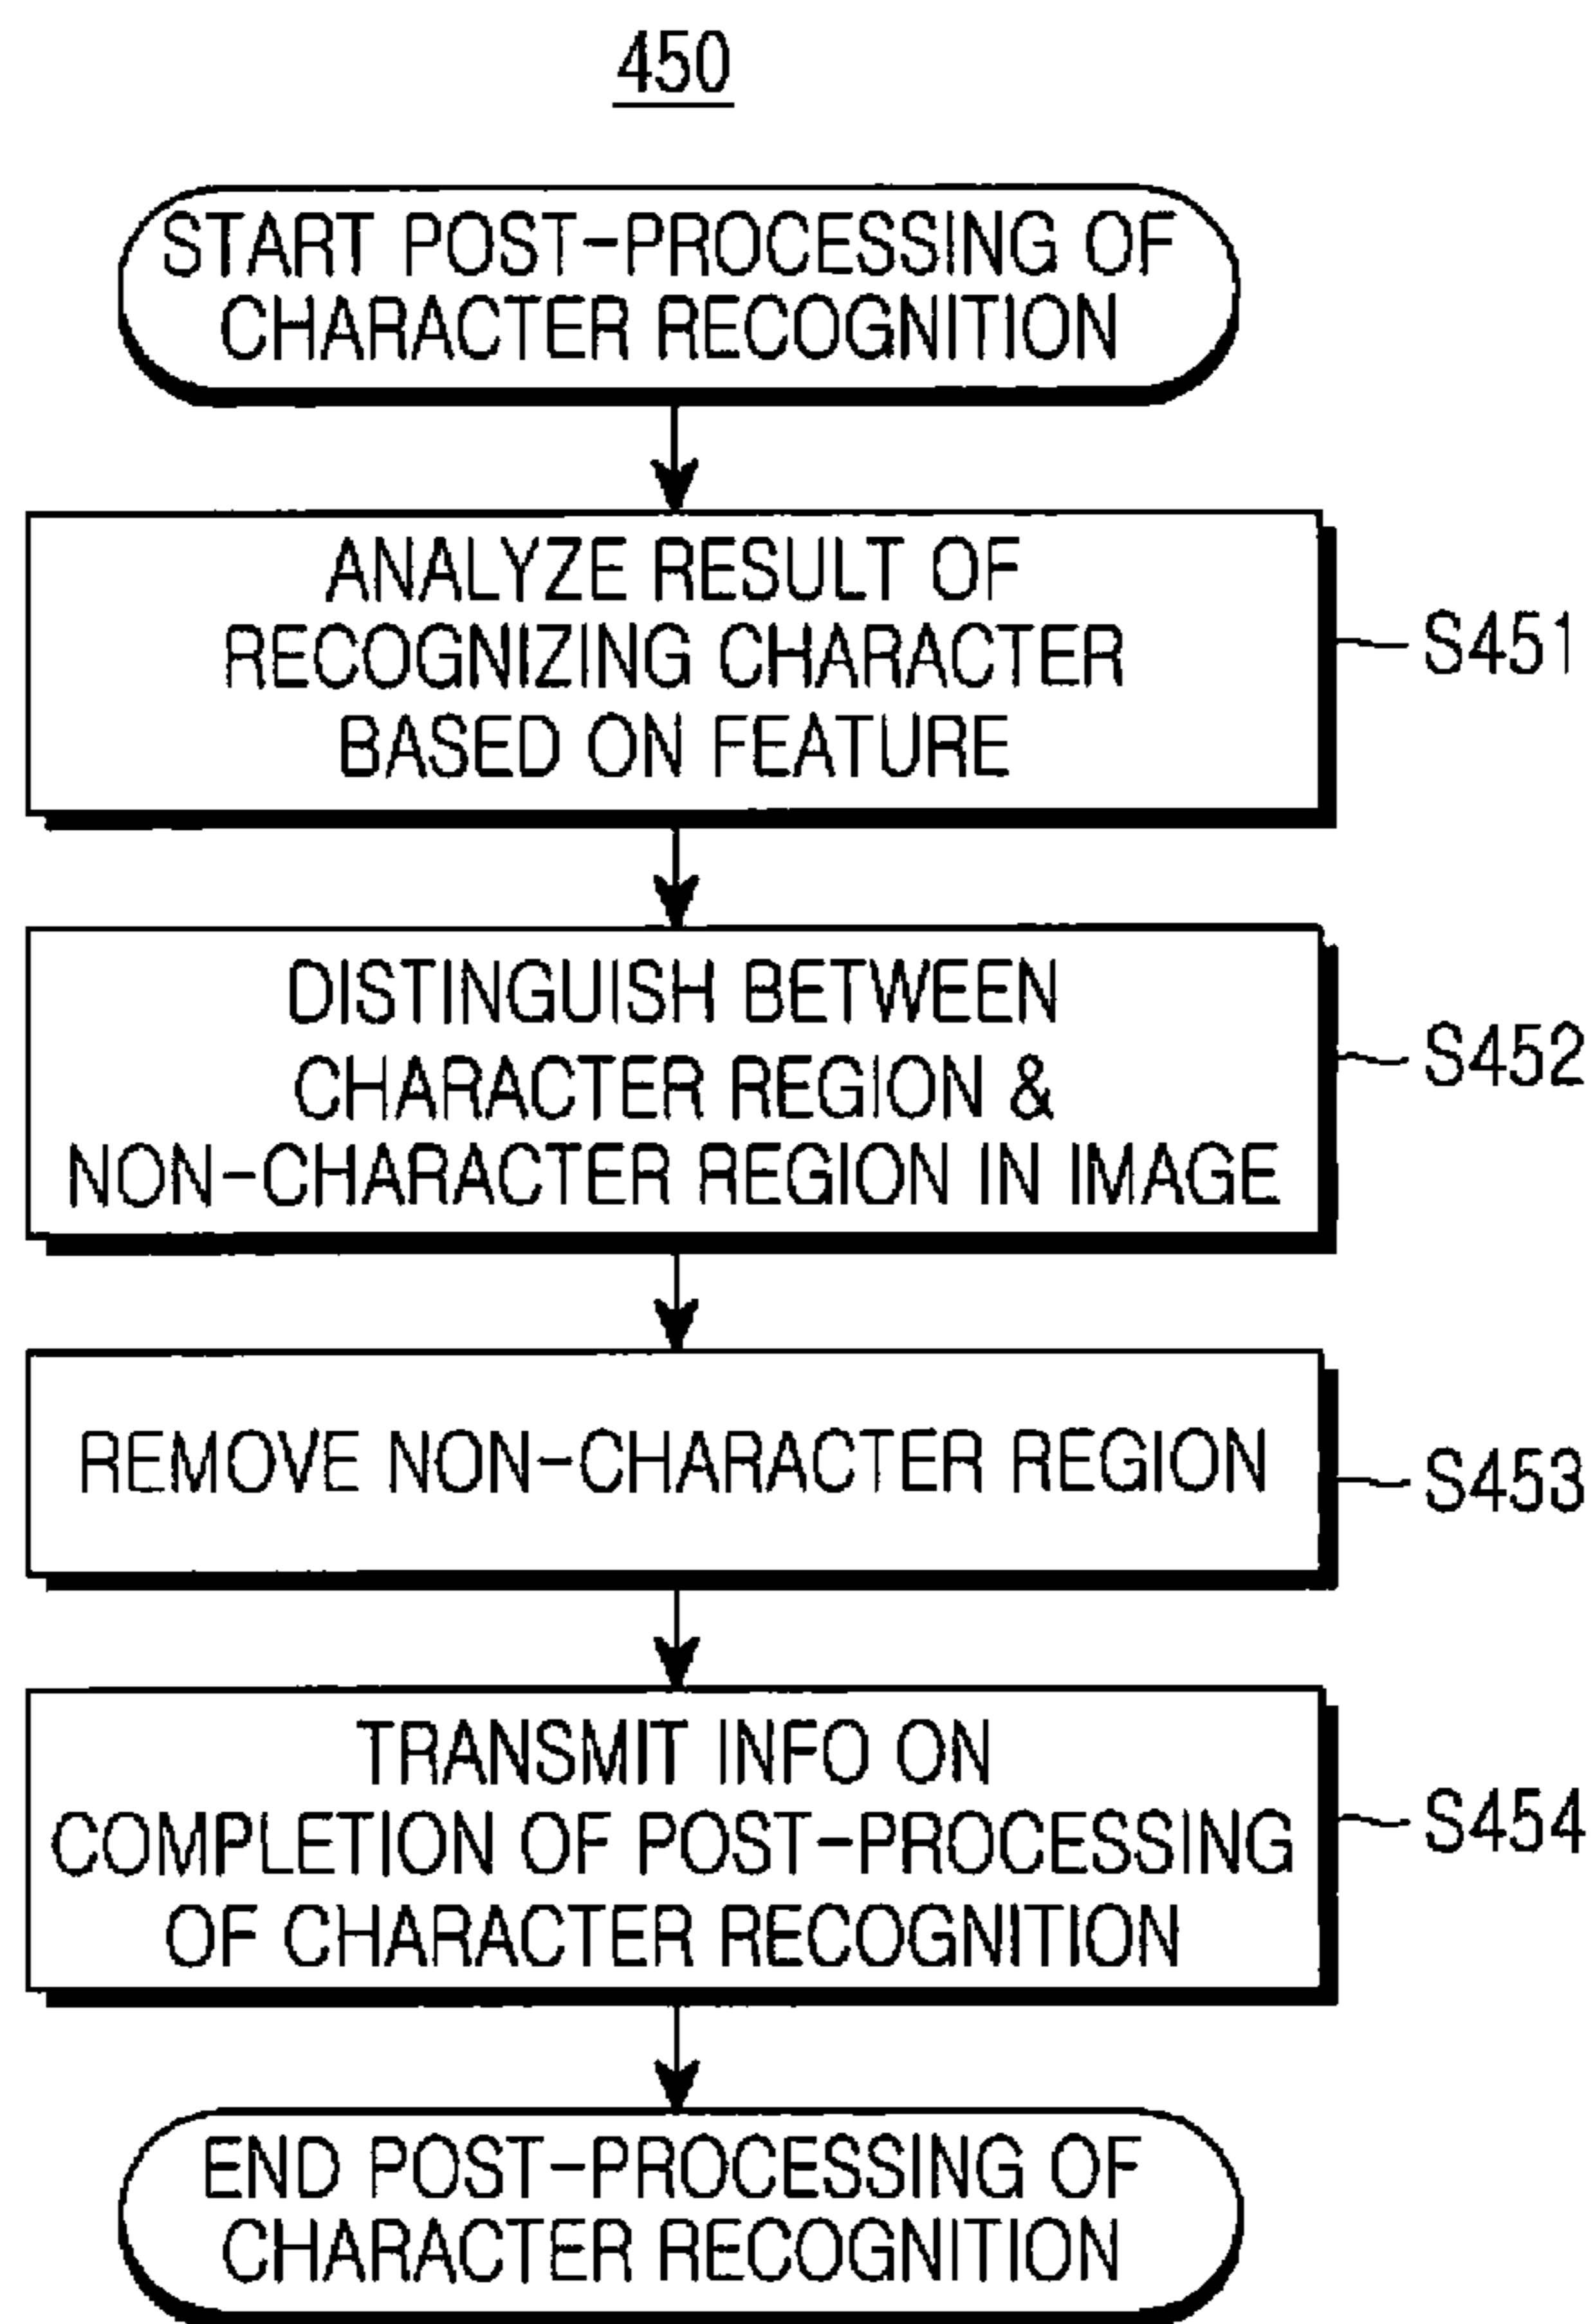 450
START POST-PROCESSING OF
CHARACTER RECOGNITION
ANALYZE RESULT OF
RECOGNIZING CHARACTER
BASED ON FEATURE
S451
DISTINGUISH BETWEEN
CHARACTER REGION &
NON-CHARACTER REGION IN IMAGE
S452
REMOVE NON-CHARACTER REGION
S453
TRANSMIT INFO ON
COMPLETION OF POST-PROCESSING
OF CHARACTER RECOGNITION
S454
END POST-PROCESSING OF
CHARACTER RECOGNITION